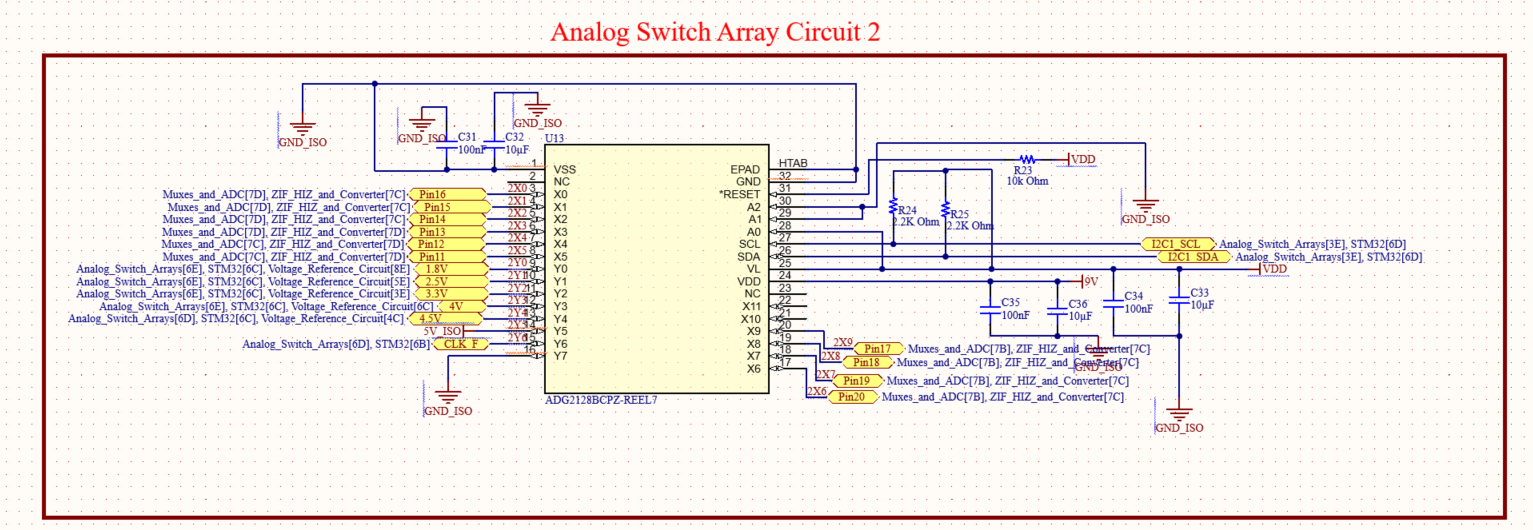 Analog Switch Array Circuit 2
GND_ISO
GND_ISO
C31
100nF
C32
10µF
GND_ISO
U13
1
VSS
2
NC
Muxes_and_ADC[7D], ZIF_HIZ_and_Converter[7C] Pin16 2X0 3 X0
Muxes_and_ADC[7D], ZIF_HIZ_and_Converter[7C] Pin15 2X1 4 X1
Muxes_and_ADC[7D], ZIF_HIZ_and_Converter[7C] Pin14 2X2 5 X2
Muxes_and_ADC[7D], ZIF_HIZ_and_Converter[7C] Pin13 2X3 6 X3
Muxes_and_ADC[7C], ZIF_HIZ_and_Converter[7D] Pin12 2X4 7 X4
Muxes_and_ADC[7C], ZIF_HIZ_and_Converter[7D] Pin11 2X5 8 X5
Analog_Switch_Arrays[6E], STM32[6C], Voltage_Reference_Circuit[8E] 1.8V 2Y0 Y0
Analog_Switch_Arrays[6E], STM32[6C], Voltage_Reference_Circuit[5E] 2.5V 2Y1 Y1
Analog_Switch_Arrays[6E], STM32[6C], Voltage_Reference_Circuit[3E] 3.3V 2Y2 Y2
Analog_Switch_Arrays[6E], STM32[6C], Voltage_Reference_Circuit[6C] 4V 2Y3 Y3
Analog_Switch_Arrays[6D], STM32[6C], Voltage_Reference_Circuit[4C] 4.5V 2Y4 Y4
5V_ISO Y5
Analog_Switch_Arrays[6D], STM32[6B] CLK_F 2Y6 Y6
Y7
GND_ISO
ADG2128BCPZ-REEL7
EPAD HTAB
GND 32
*RESET 31
A2 30
A1 29
A0 28
SCL 27
SDA 26
VL 25
VDD 24
NC 23
X11 22
X10 21
X9 20
X8 19
X7 18
X6 17
R23
10k Ohm
VDD
GND_ISO
R24
2.2K Ohm
R25
2.2K Ohm
I2C1_SCL Analog_Switch_Arrays[3E], STM32[6D]
I2C1_SDA Analog_Switch_Arrays[3E], STM32[6D]
VDD
9V
C35
100nF
C36
10µF
C34
100nF
C33
10µF
2X9 Pin17 Muxes_and_ADC[7B], ZIF_HIZ_and_Converter[7C]
2X8 Pin18 Muxes_and_ADC[7B], ZIF_HIZ_and_Converter[7C]
GND_ISO
2X7 Pin19 Muxes_and_ADC[7B], ZIF_HIZ_and_Converter[7C]
2X6 Pin20 Muxes_and_ADC[7B], ZIF_HIZ_and_Converter[7C]
GND_ISO